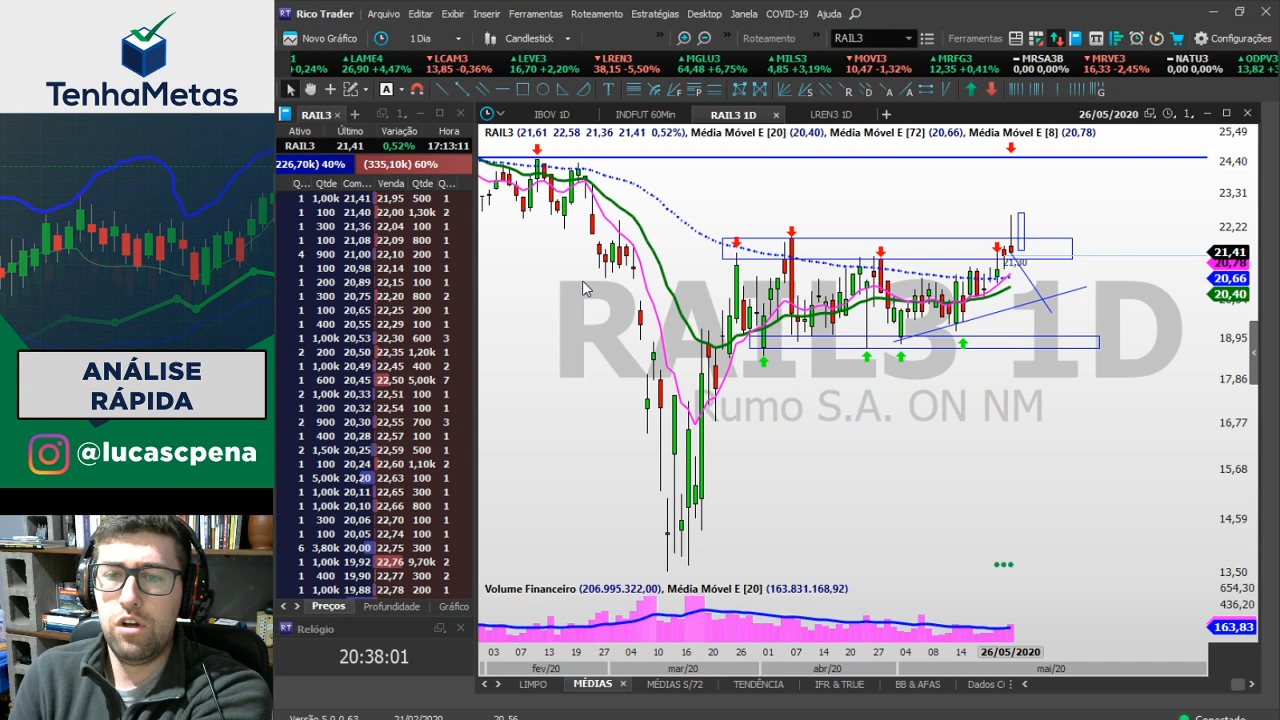 TenhaMetas
ANÁLISE
RÁPIDA
@lucascpena
RT Rico Trader Arquivo Editar Exibir Inserir Ferramentas Roteamento Estratégias Desktop Janela COVID-19 Ajuda
Novo Gráfico 1 Dia Candlestick » » Roteamento » RAIL3 Ferramentas Configurações
1 LAME4 LCAM3 LEVE3 LREN3 MGLU3 MILS3 MOVI3 MRFG3 MRSA3B MRVE3 NATU3 ODPV3
+0,24% 26,90 +4,47% 13,85 -0,36% 16,70 +2,20% 38,15 -5,50% 64,48 +6,75% 4,85 +3,19% 10,47 -1,32% 12,35 +0,41% 0,00 0,00% 16,33 -2,45% 0,00 0,00% 13,82 +3
RAIL3 1...
IBOV 1D INDFUT 60Min RAIL3 1D LREN3 1D 26/05/2020 1...
Ativo Último Variação Hora
RAIL3 21,41 0,52% 17:13:11
226,70k) 40% (335,10k) 60%
Q... Qtde Com... Venda Qtde Q...
1 1,00k 21,41 21,95 500 1
1 100 21,40 22,00 1,30k 2
1 300 21,36 22,04 100 1
1 100 21,08 22,09 800 1
4 900 21,00 22,10 200 1
1 100 20,98 22,14 100 1
1 200 20,89 22,15 100 1
1 300 20,75 22,20 800 2
1 100 20,65 22,25 200 1
1 400 20,55 22,29 100 1
1 1,00k 20,53 22,30 600 3
2 200 20,50 22,35 1,20k 1
1 1,00k 20,49 22,45 400 2
1 600 20,45 22,50 5,00k 7
2 1,00k 20,33 22,51 100 1
1 200 20,32 22,54 100 1
2 900 20,30 22,55 700 3
1 400 20,28 22,57 100 1
2 1,50k 20,25 22,59 500 1
1 100 20,24 22,60 1,10k 2
1 5,00k 20,20 22,63 100 1
1 1,00k 20,11 22,65 300 1
1 1,00k 20,10 22,66 800 1
1 300 20,06 22,70 100 1
1 100 20,05 22,74 100 1
6 3,80k 20,00 22,75 300 1
1 1,00k 19,92 22,76 9,70k 2
1 400 19,90 22,77 300 2
1 1,00k 19,88 22,78 200 1
Preços Profundidade Gráfico
RT Relógio
20:38:01
RAIL3 (21,61 22,58 21,36 21,41 0,52%), Média Móvel E [20] (20,40), Média Móvel E [72] (20,66), Média Móvel E [8] (20,78)
RAIL3 1D
Rumo S.A. ON NM
21,30
25,49
24,40
23,31
22,22
21,41
20,78
20,66
20,40
18,95
17,86
16,77
15,68
14,59
13,50
Volume Financeiro (206.995.322,00), Média Móvel E [20] (163.831.168,92)
654,30
436,20
163,83
03 07 13 19 27 04 10 16 20 26 01 07 14 20 27 04 08 14 26/05/2020
fev/20 mar/20 abr/20 mai/20
LIMPO MÉDIAS MÉDIAS S/72 TENDÊNCIA IFR & TRUE BB & AFAS
Versão 5.0.0.63 21/02/2020 20:56 Conectado